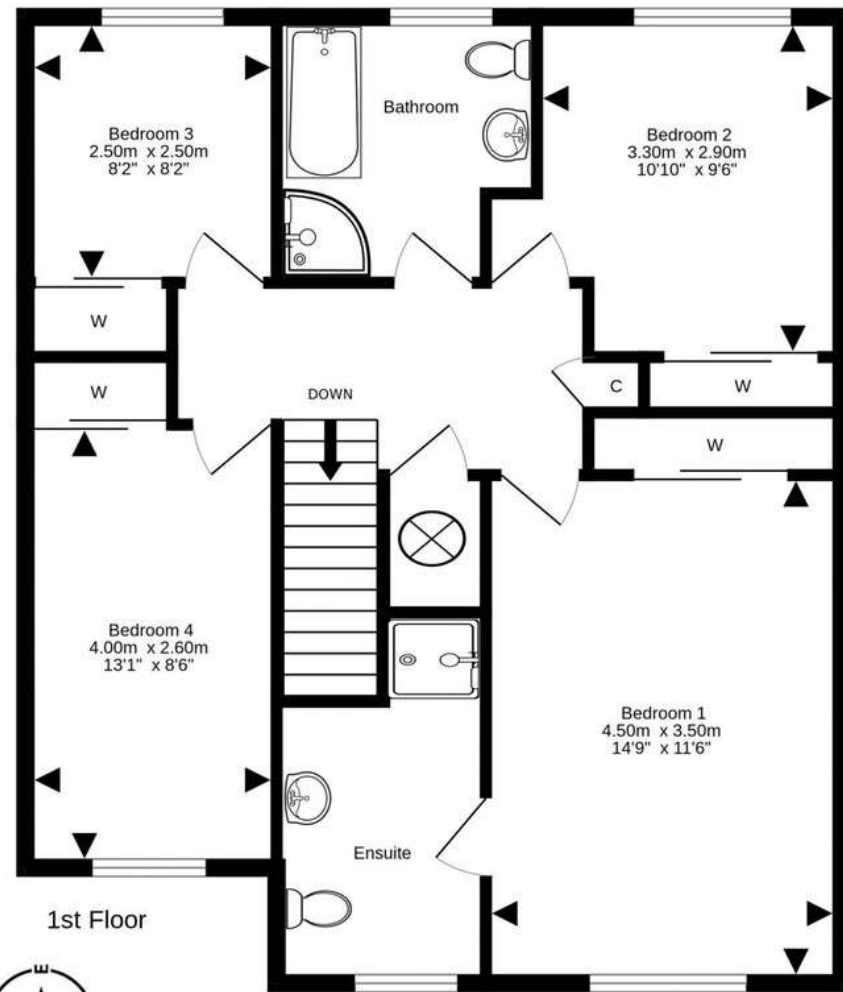 Bedroom 3
2.50m x 2.50m
8'2" x 8'2"
Bathroom
Bedroom 2
3.30m x 2.90m
10'10" x 9'6"
W
W
DOWN
C
W
W
Bedroom 4
4.00m x 2.60m
13'1" x 8'6"
Bedroom 1
4.50m x 3.50m
14'9" x 11'6"
Ensuite
1st Floor
E